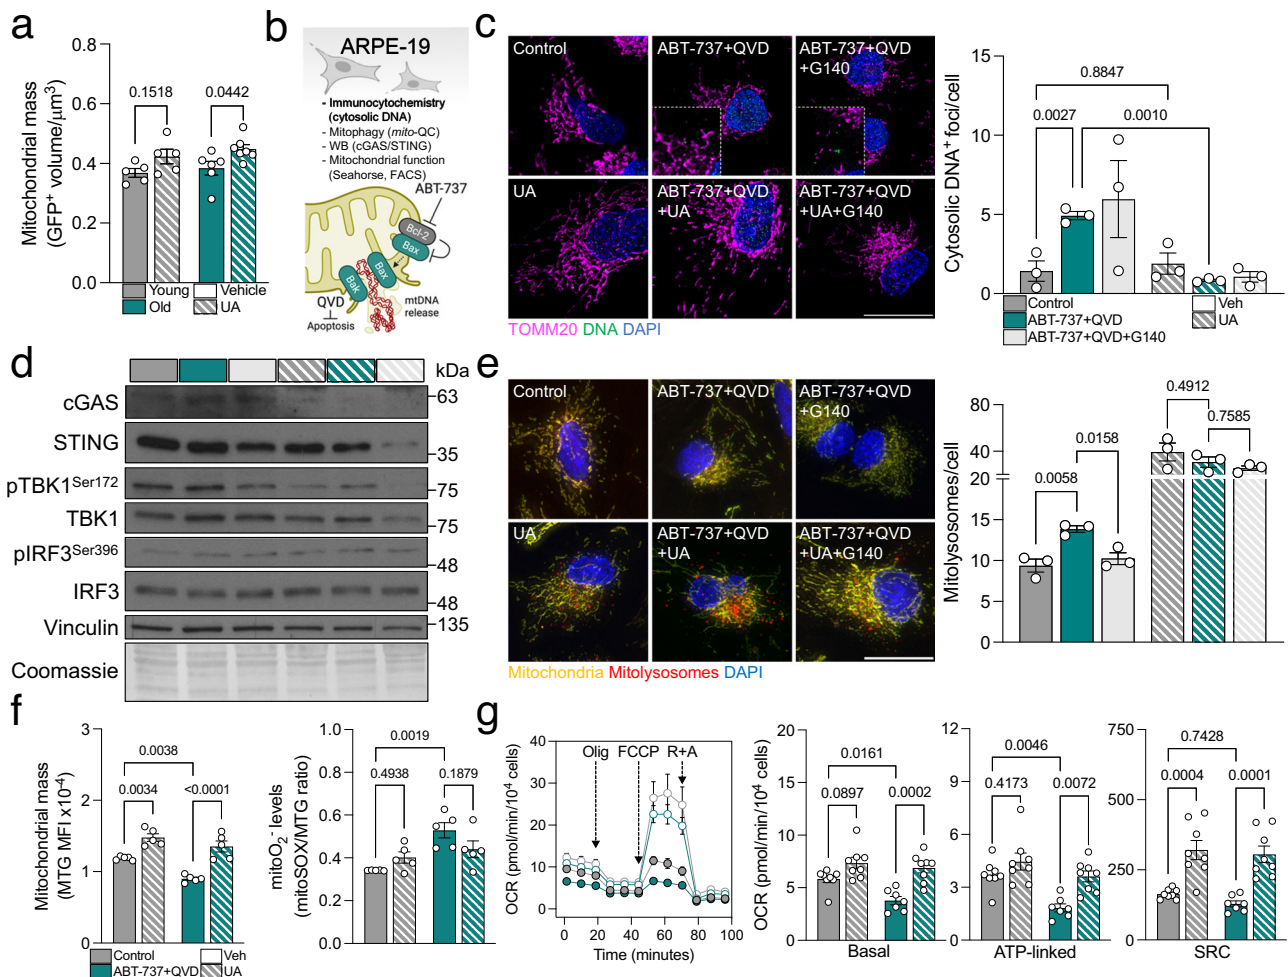 a
Mitochondrial mass
(GFP+ volume/μm3)
0.8
0.6
0.4
0.2
0.0
0.1518
0.0442
Young
Vehicle
Old
UA
b
ARPE-19
- Immunocytochemistry
(cytosolic DNA)
- Mitophagy (mito-QC)
- WB (cGAS/STING)
- Mitochondrial function
(Seahorse, FACS)
ABT-737
Bcl-2
Bax
Bax
Bak
QVD
Apoptosis
mtDNA
release
c
Control
ABT-737+QVD
ABT-737+QVD
+G140
UA
ABT-737+QVD
+UA
ABT-737+QVD
+UA+G140
TOMM20 DNA DAPI
Cytosolic DNA+ foci/cell
15
10
5
0
0.8847
0.0027
0.0010
Control
Veh
ABT-737+QVD
UA
ABT-737+QVD+G140
d
kDa
cGAS
63
STING
35
pTBK1Ser172
75
TBK1
75
pIRF3Ser396
48
IRF3
48
Vinculin
135
Coomassie
e
Control
ABT-737+QVD
ABT-737+QVD
+G140
UA
ABT-737+QVD
+UA
ABT-737+QVD
+UA+G140
Mitochondria Mitolysosomes DAPI
Mitolysosomes/cell
80
40
20
20
15
10
5
0
0.4912
0.7585
0.0158
0.0058
f
Mitochondrial mass
(MTG MFI x10-4)
3
2
1
0
0.0038
0.0034
<0.0001
Control
Veh
ABT-737+QVD
UA
mitoO2- levels
(mitoSOX/MTG ratio)
1.0
0.8
0.6
0.4
0.2
0.0
0.0019
0.4938
0.1879
g
OCR (pmol/min/104 cells)
40
30
20
10
0
Olig
FCCP
R+A
0
20
40
60
80
100
Time (minutes)
OCR (pmol/min/104 cells)
20
15
10
5
0
0.0161
0.0897
0.0002
Basal
12
9
6
3
0
0.0046
0.4173
0.0072
ATP-linked
750
500
250
0
0.7428
0.0004
0.0001
SRC